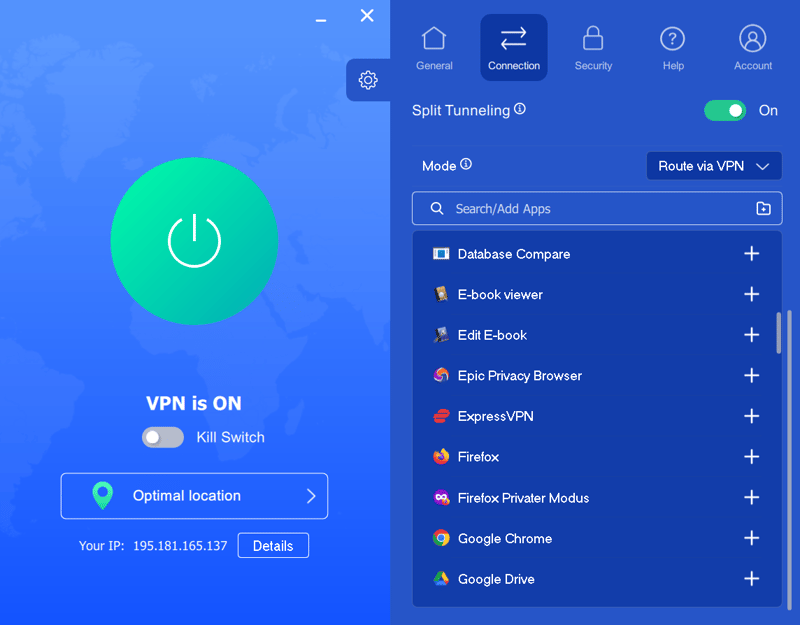 VPN is ON
Kill Switch
Optimal location
Your IP: 195.181.165.137 Details
General Connection Security Help Account
Split Tunneling On
Mode Route via VPN
Search/Add Apps
Database Compare
E-book viewer
Edit E-book
Epic Privacy Browser
ExpressVPN
Firefox
Firefox Privater Modus
Google Chrome
Google Drive